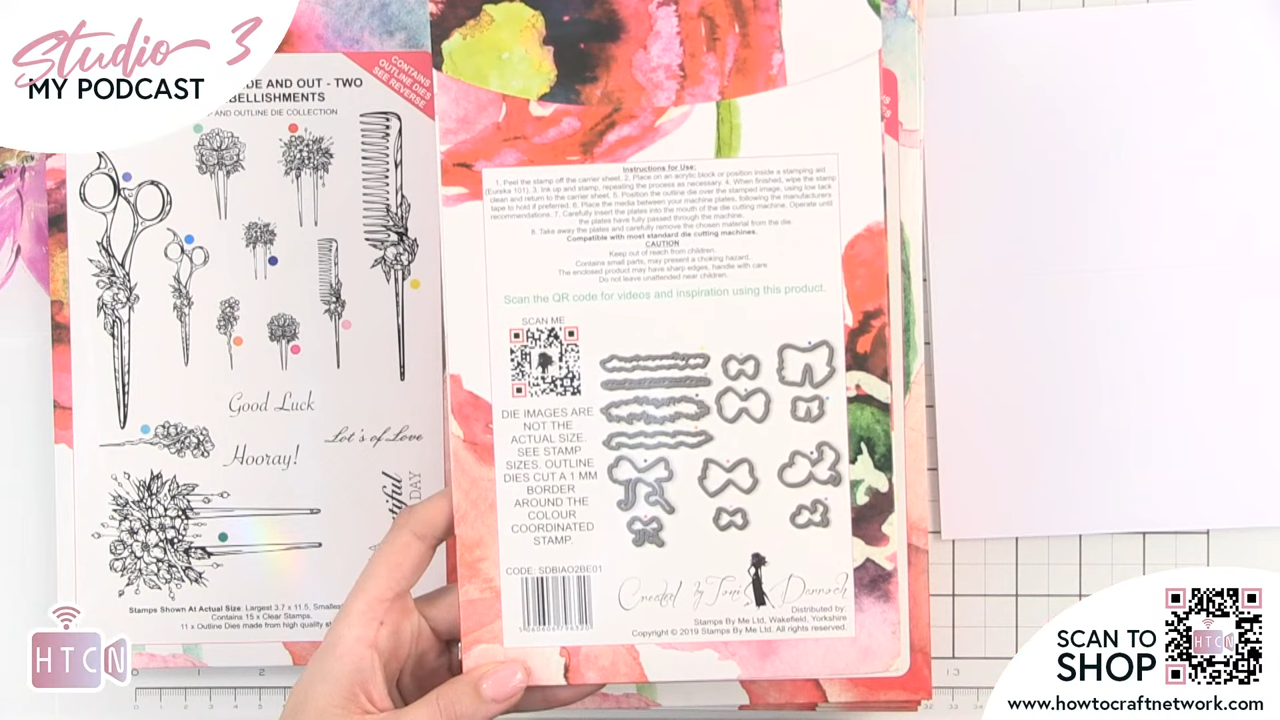 Studio 3
MY PODCAST
DE AND OUT - TWO
BELLISHMENTS
AND OUTLINE DIE COLLECTION
CONTAINS
OUTLINE DIES
SEE REVERSE
Good Luck
Lot's of Love
Hooray!
Stamps Shown At Actual Size: Largest 3.7 x 11.5, Smalles
Contains 15 x Clear Stamps.
11 x Outline Dies made from high quality st
Instructions for Use:
1. Peel the stamp off the carrier sheet. 2. Place on an acrylic block or position inside a stamping aid
(Eureka 101). 3. Ink up and stamp, repeating the process as necessary. 4. When finished, wipe the stamp
clean and return to the carrier sheet. 5. Position the outline die over the stamped image, using low tack
tape to hold if preferred. 6. Place the media between your machine plates, following the manufacturers
recommendations. 7. Carefully insert the plates into the mouth of the die cutting machine. Operate until
the plates have fully passed through the machine.
8. Take away the plates and carefully remove the chosen material from the die.
Compatible with most standard die cutting machines.
CAUTION
Keep out of reach from children.
Contains small parts, may present a choking hazard.
The enclosed product may have sharp edges, handle with care
Do not leave unattended near children.
Scan the QR code for videos and inspiration using this product.
SCAN ME
DIE IMAGES ARE
NOT THE
ACTUAL SIZE.
SEE STAMP
SIZES. OUTLINE
DIES CUT A 1 MM
BORDER
AROUND THE
COLOUR
COORDINATED
STAMP.
CODE: SDBIAO2BE01
Created by Toni Darroch
Distributed by:
Stamps By Me Ltd, Wakefield, Yorkshire
Copyright © 2019 Stamps By Me Ltd. All rights reserved.
HTCN
SCAN TO
SHOP
www.howtocraftnetwork.com